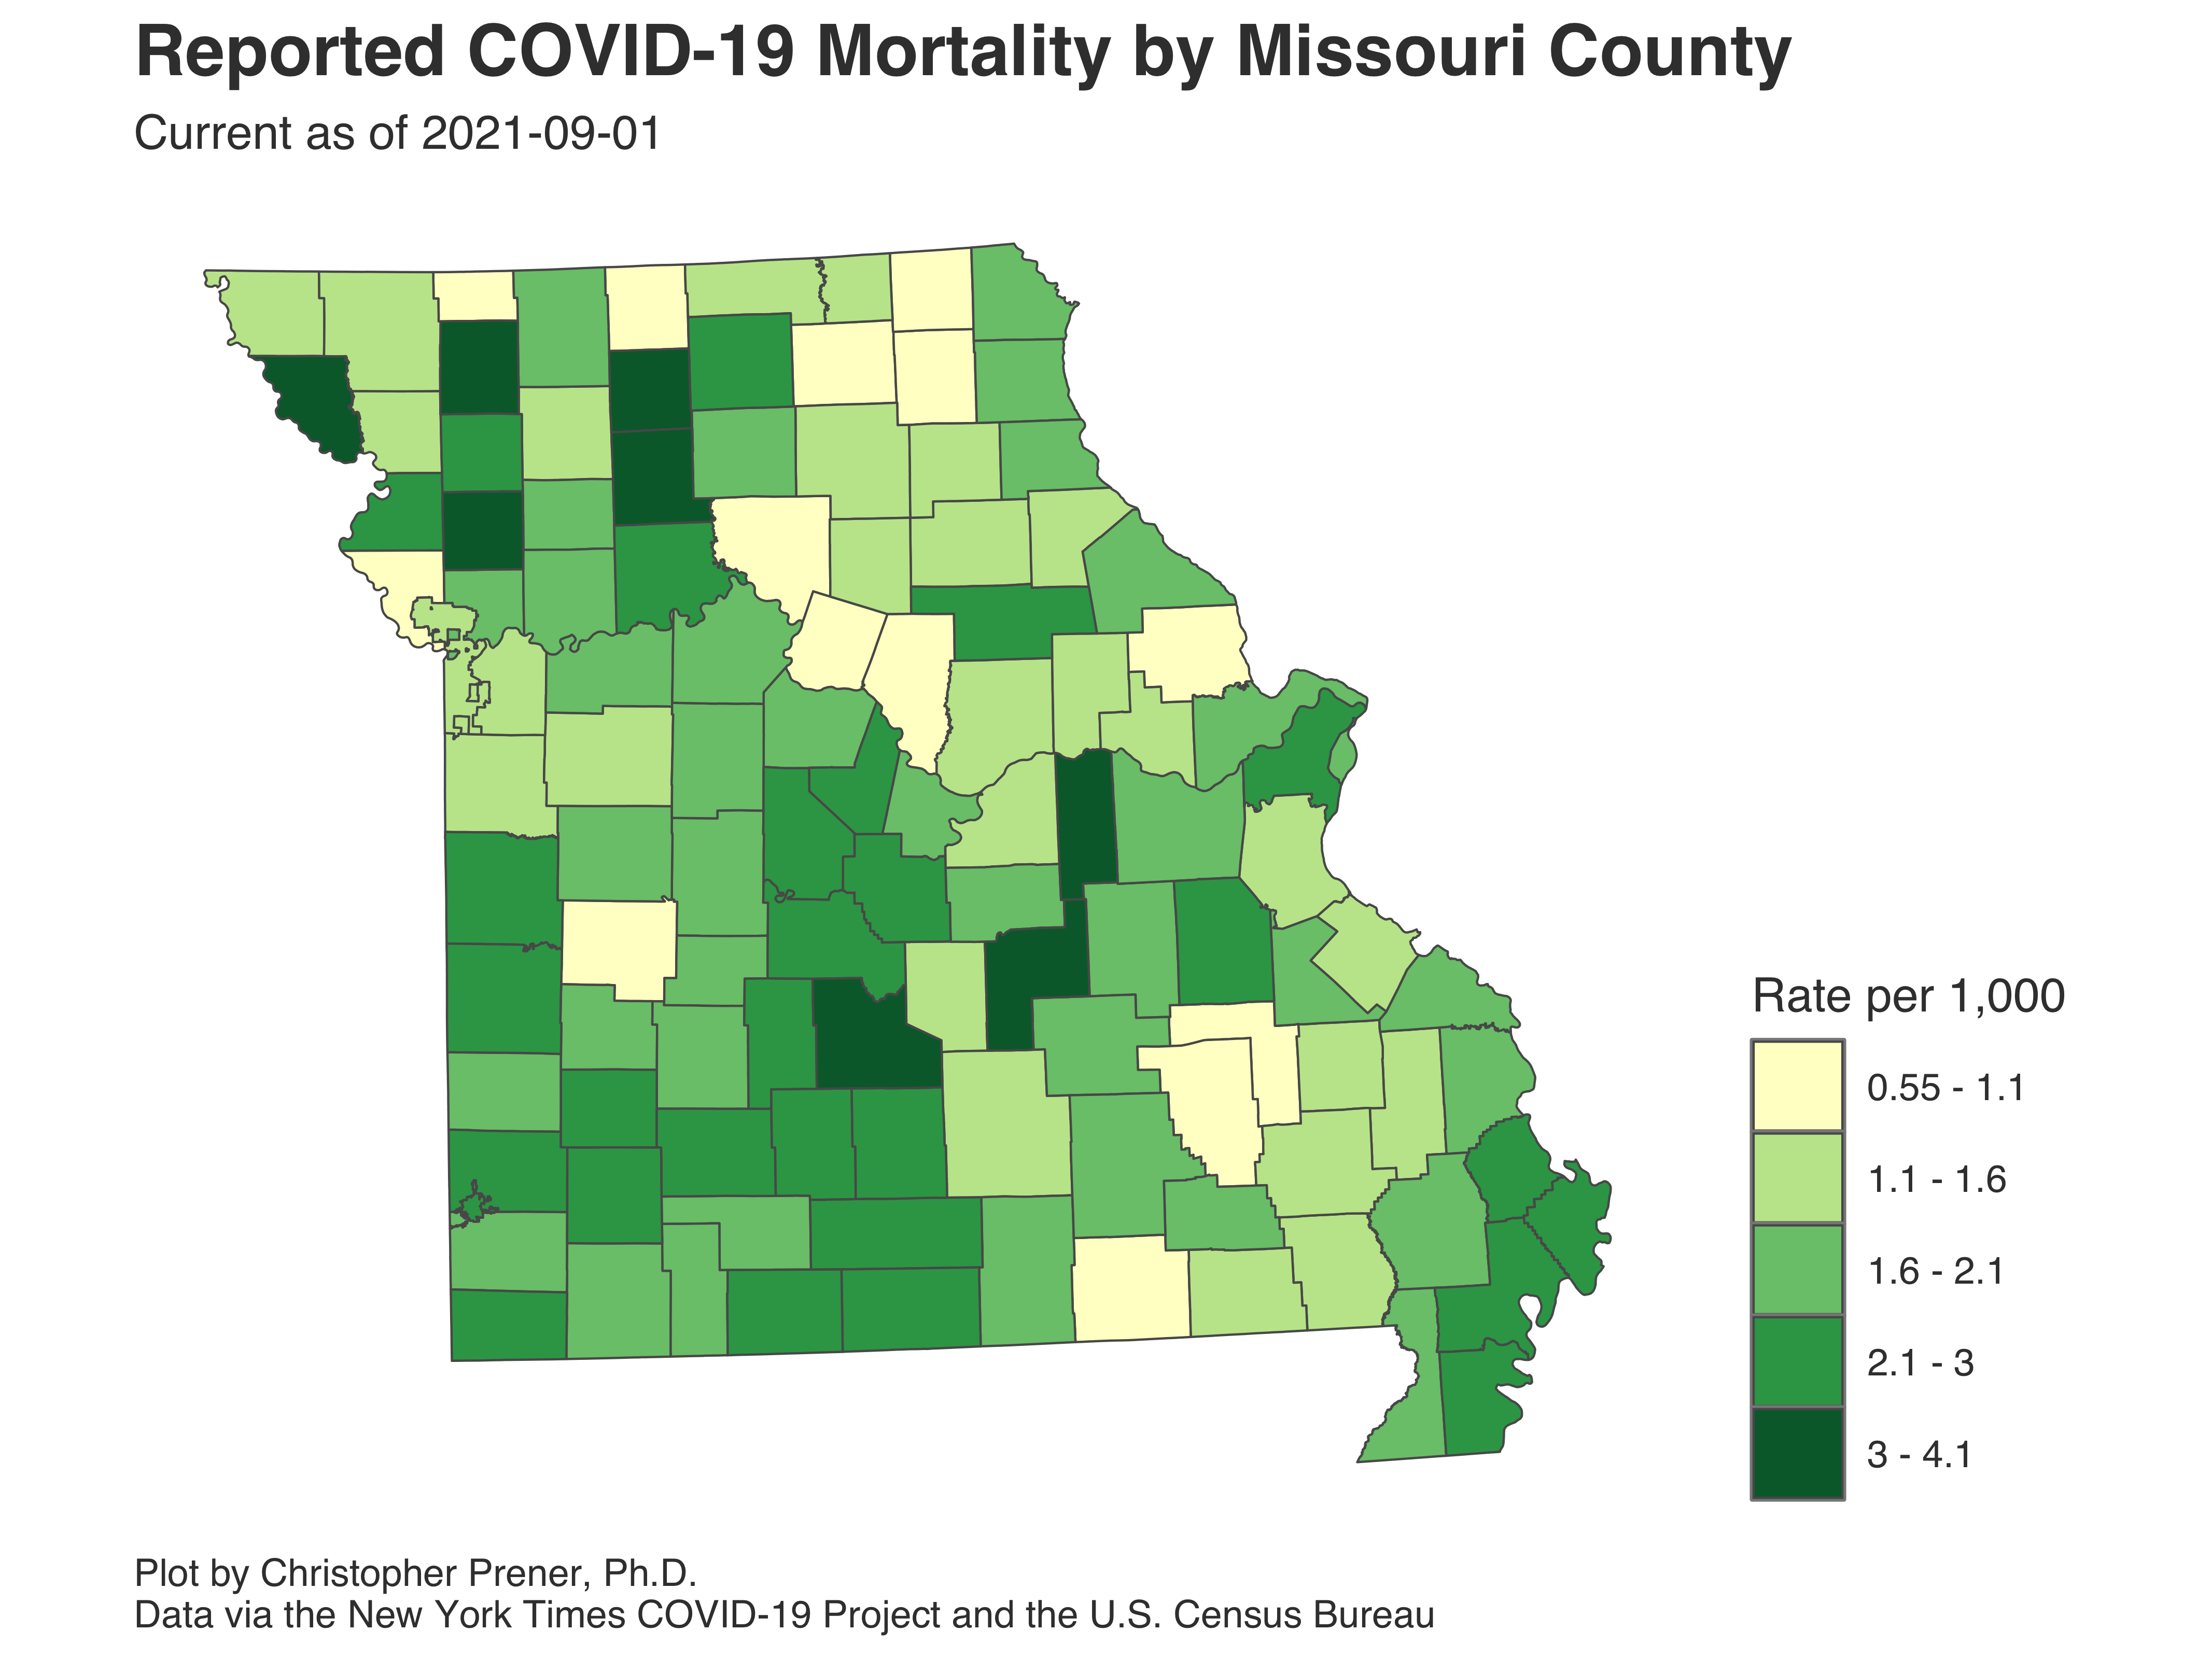 Reported COVID-19 Mortality by Missouri County
Current as of 2021-09-01
Rate per 1,000
0.55 - 1.1
1.1 - 1.6
1.6 - 2.1
2.1 - 3
3 - 4.1
Plot by Christopher Prener, Ph.D.
Data via the New York Times COVID-19 Project and the U.S. Census Bureau